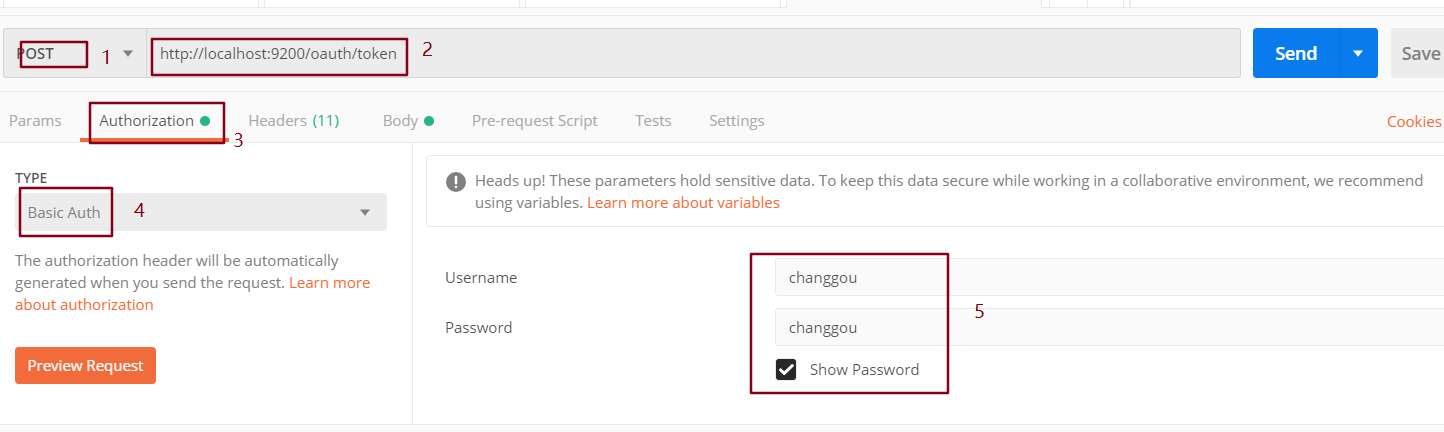 POST 1 http://localhost:9200/oauth/token 2 Send Save
Params Authorization 3 Headers (11) Body Pre-request Script Tests Settings Cookies
TYPE
Basic Auth 4
The authorization header will be automatically
generated when you send the request. Learn more
about authorization
Preview Request
Heads up! These parameters hold sensitive data. To keep this data secure while working in a collaborative environment, we recommend
using variables. Learn more about variables
Username changgou
5
Password changgou
Show Password